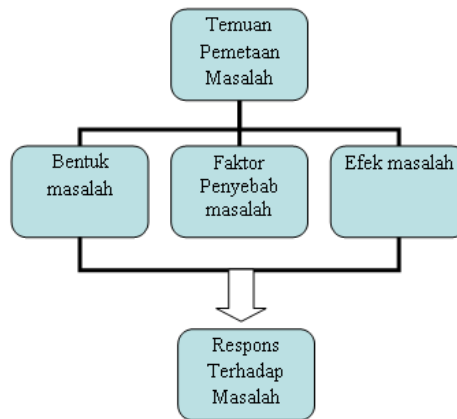 Temuan
Pemetaan
Masalah
Bentuk
masalah
Faktor
Penyebab
masalah
Efek masalah
Respons
Terhadap
Masalah